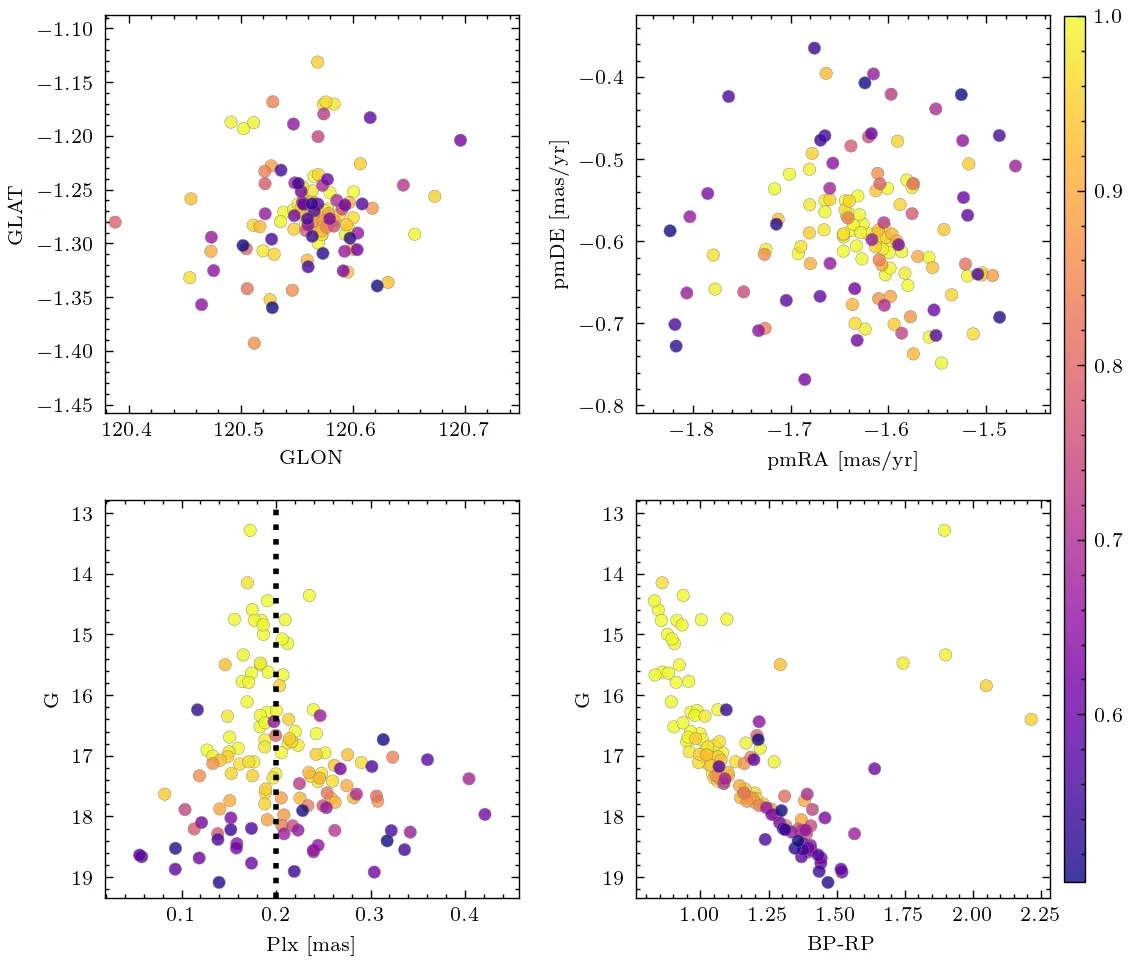 −1.10
−1.15
−1.20
−1.25
−1.30
−1.35
−1.40
−1.45
GLAT
120.4 120.5 120.6 120.7
GLON
−0.4
−0.5
−0.6
−0.7
−0.8
pmDE [mas/yr]
−1.8 −1.7 −1.6 −1.5
pmRA [mas/yr]
1.0
0.9
0.8
0.7
0.6
13
14
15
16
17
18
19
G
0.1 0.2 0.3 0.4
Plx [mas]
13
14
15
16
17
18
19
G
1.00 1.25 1.50 1.75 2.00 2.25
BP-RP